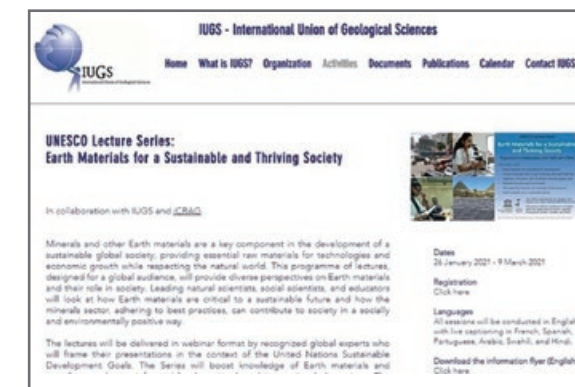 IUGS - International Union of Geological Sciences
IUGS
Home What is IUGS? Organization Activities Documents Publications Calendar Contact IUGS
UNESCO Lecture Series:
Earth Materials for a Sustainable and Thriving Society
In collaboration with IUGS and iCRAG.
Minerals and other Earth materials are a key component in the development of a
sustainable global society, providing essential raw materials for technologies and
economic growth while respecting the natural world. This programme of lectures,
designed for a global audience, will provide diverse perspectives on Earth materials
and their role in society. Leading natural scientists, social scientists, and educators
will look at how Earth materials are critical to a sustainable future and how the
minerals sector, adhering to best practices, can contribute to society in a socially
and environmentally positive way.
The lectures will be delivered in webinar format by recognized global experts who
will frame their presentations in the context of the United Nations Sustainable
Development Goals. The Series will boost knowledge of Earth materials and
Earth Materials for a Sustainable
and Thriving Society
Dates
26 January 2021 - 9 March 2021
Registration
Click here
Languages
All sessions will be conducted in English
with live captioning in French, Spanish,
Portuguese, Arabic, Swahili, and Hindi.
Download the information flyer (English)
Click here